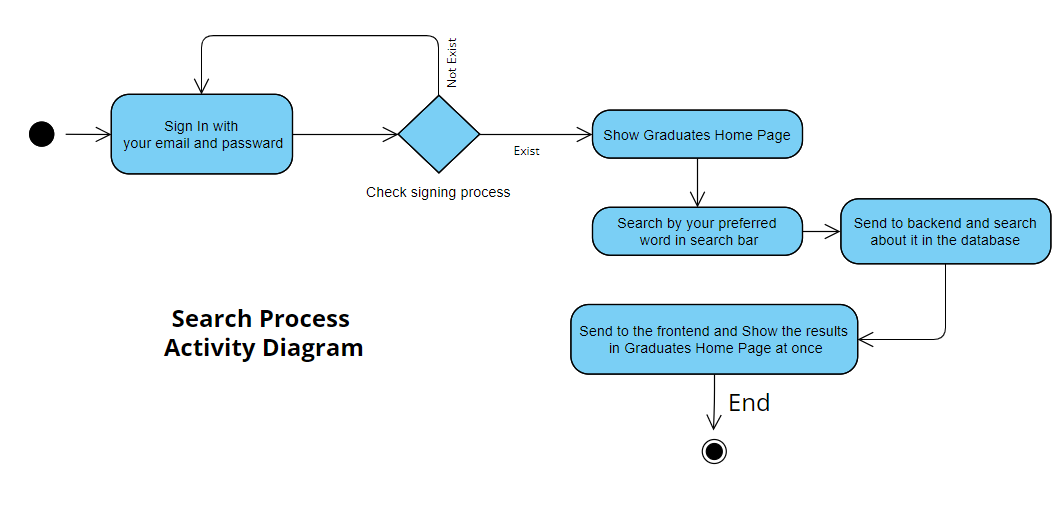 Not Exist
Sign In with
your email and passward
Exist
Check signing process
Show Graduates Home Page
Search by your preferred
word in search bar
Send to backend and search
about it in the database
Search Process
Activity Diagram
Send to the frontend and Show the results
in Graduates Home Page at once
End